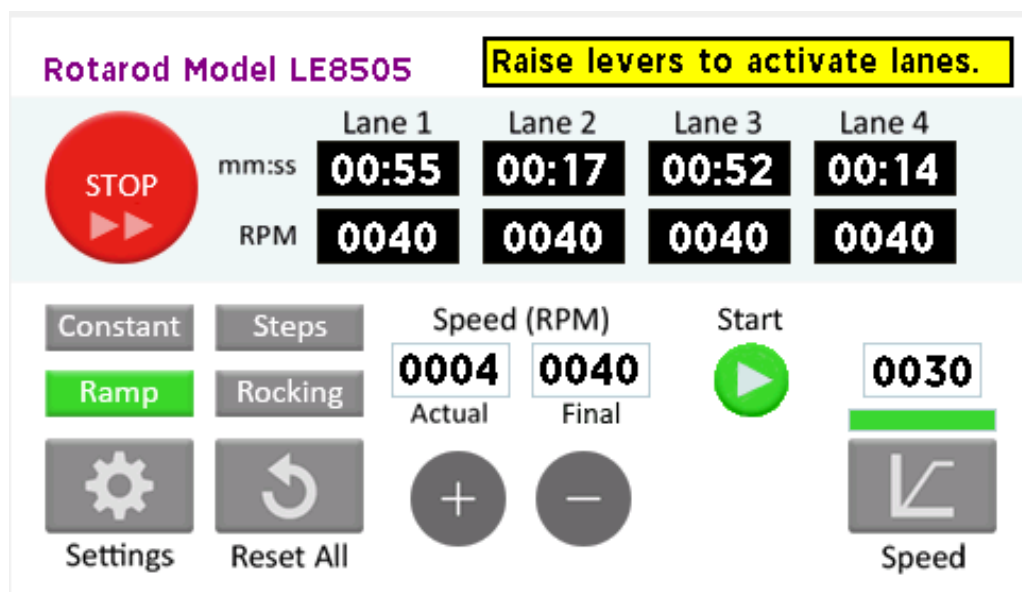 Rotarod Model LE8505
Raise levers to activate lanes.
Lane 1 Lane 2 Lane 3 Lane 4
STOP
mm:ss 00:55 00:17 00:52 00:14
RPM 0040 0040 0040 0040
Constant Steps
Speed (RPM)
Start
Ramp Rocking
0004 0040
0030
Actual Final
Settings Reset All
Speed